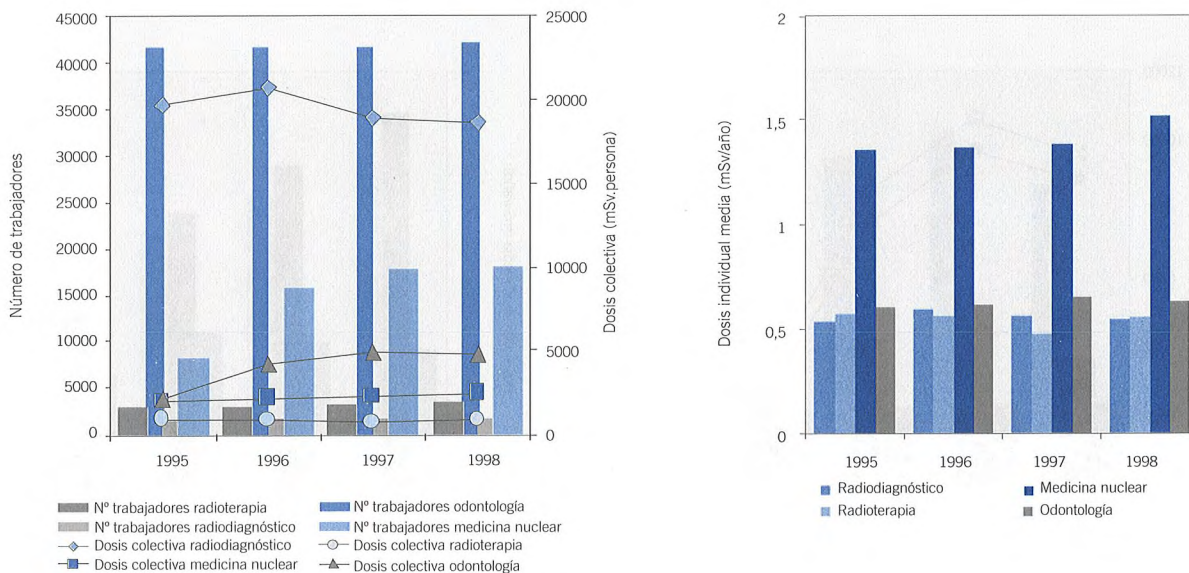 45000
40000
35000
30000
25000
20000
15000
10000
5000
0
Número de trabajadores
25000
20000
15000
10000
5000
0
Dosis colectiva (mSv.persona)
1995 1996 1997 1998
Nº trabajadores radioterapia Nº trabajadores odontología
Nº trabajadores radiodiagnóstico Nº trabajadores medicina nuclear
Dosis colectiva radiodiagnóstico Dosis colectiva radioterapia
Dosis colectiva medicina nuclear Dosis colectiva odontología
2
1,5
1
0,5
0
Dosis individual media (mSv/año)
1995 1996 1997 1998
Radiodiagnóstico Medicina nuclear
Radioterapia Odontología